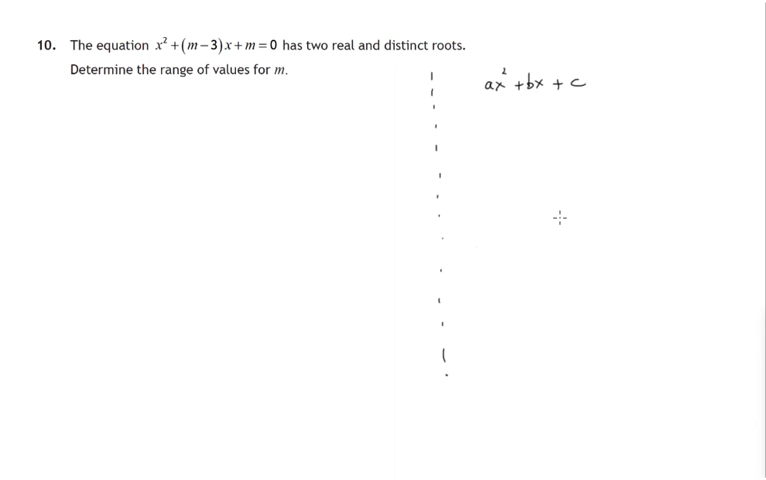 10. The equation x² + (m − 3)x + m = 0 has two real and distinct roots.
Determine the range of values for m.
ax² + bx + c